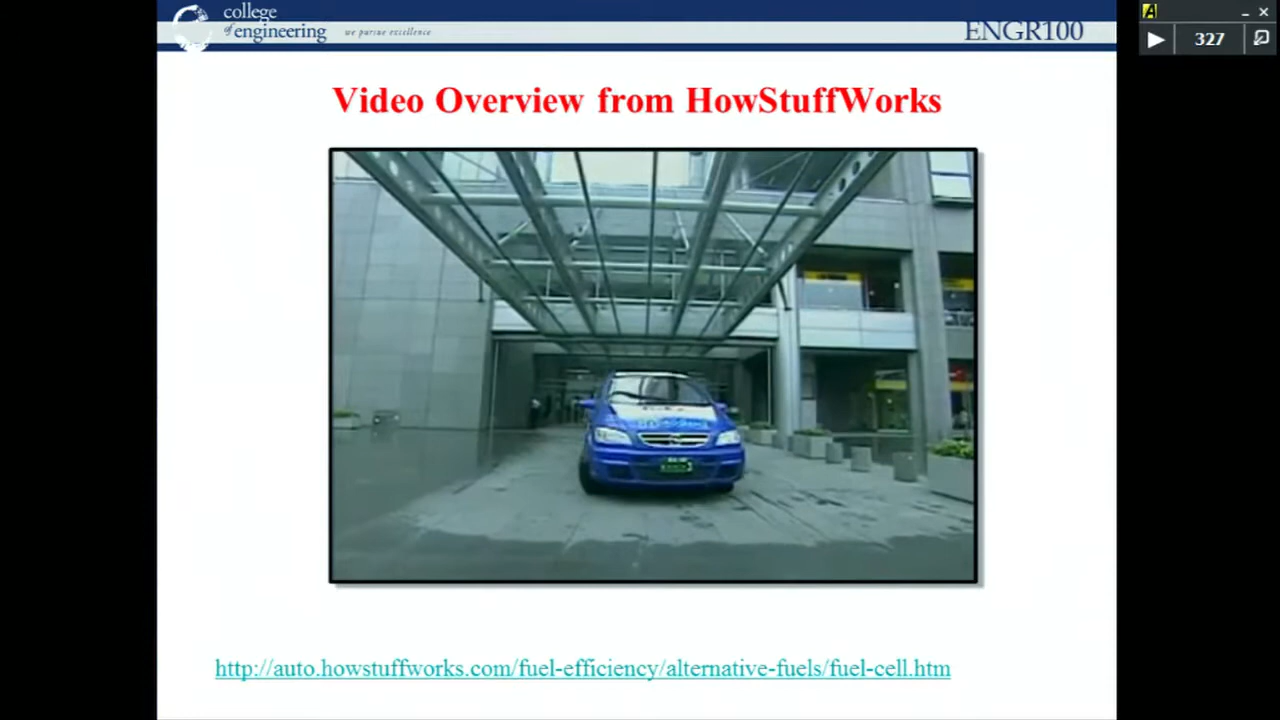 college
of engineering we pursue excellence
ENGR100
327
Video Overview from HowStuffWorks
http://auto.howstuffworks.com/fuel-efficiency/alternative-fuels/fuel-cell.htm